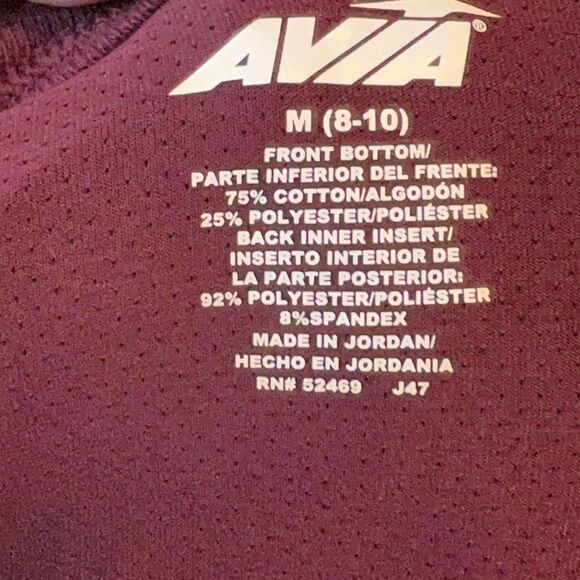 AVIA®
M (8-10)
FRONT BOTTOM/
PARTE INFERIOR DEL FRENTE:
75% COTTON/ALGODÓN
25% POLYESTER/POLIÉSTER
BACK INNER INSERT/
INSERTO INTERIOR DE
LA PARTE POSTERIOR:
92% POLYESTER/POLIÉSTER
8%SPANDEX
MADE IN JORDAN/
HECHO EN JORDANIA
RN# 52469 J47